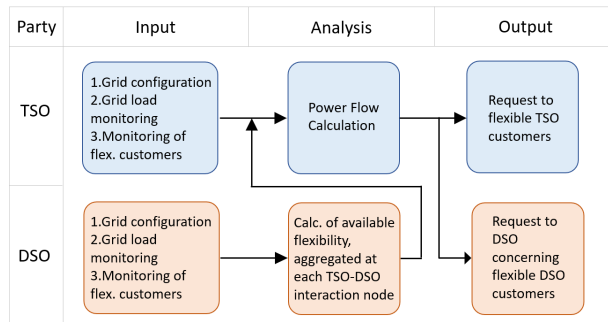 Party
Input
Analysis
Output
TSO
1.Grid configuration
2.Grid load
monitoring
3.Monitoring of
flex. customers
Power Flow
Calculation
Request to
flexible TSO
customers
DSO
1.Grid configuration
2.Grid load
monitoring
3.Monitoring of
flex. customers
Calc. of available
flexibility,
aggregated at
each TSO-DSO
interaction node
Request to
DSO
concerning
flexible DSO
customers